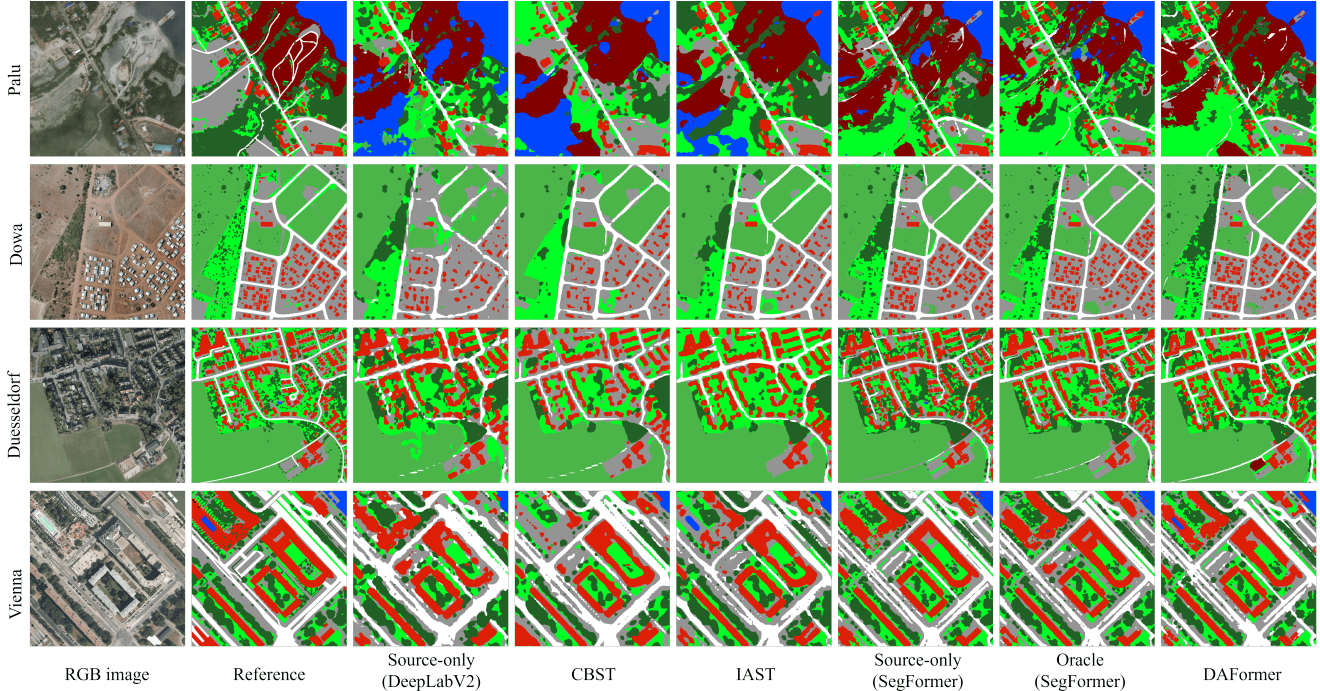 Palu
Dowa
Duesseldorf
Vienna
RGB image
Reference
Source-only
(DeepLabV2)
CBST
IAST
Source-only
(SegFormer)
Oracle
(SegFormer)
DAFormer